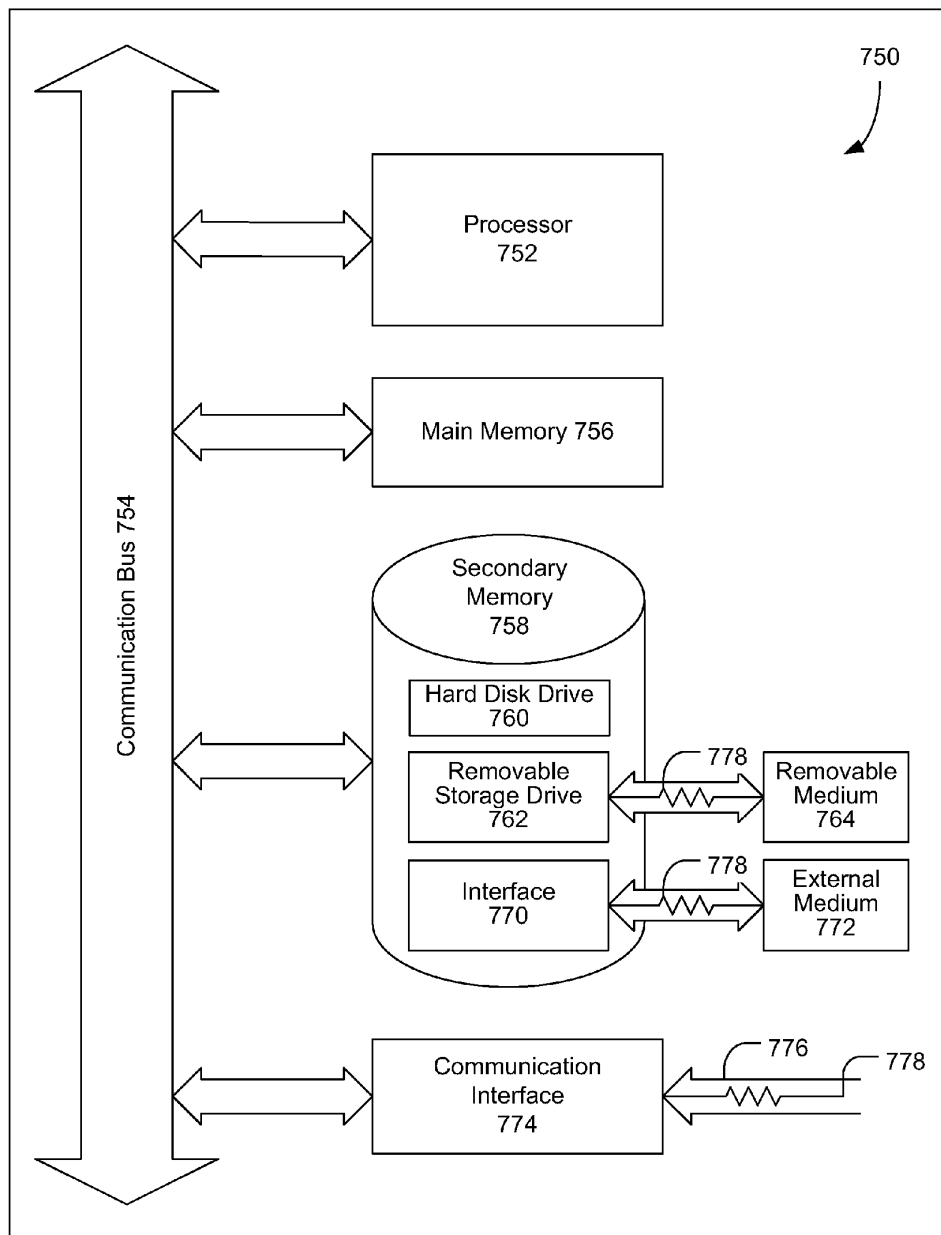 750
Processor
752
Main Memory 756
Communication Bus 754
Secondary
Memory
758
Hard Disk Drive
760
Removable
Storage Drive
762
778
Removable
Medium
764
Interface
770
778
External
Medium
772
Communication
Interface
774
776
778